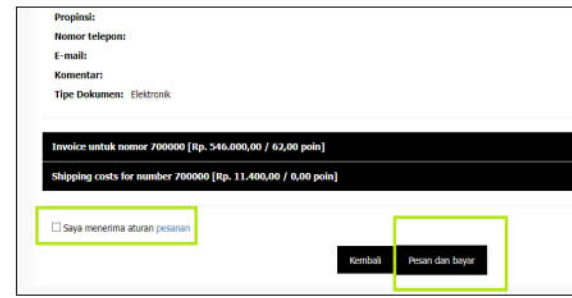 Propinsi:
Nomor telepon:
E-mail:
Komentar:
Tipe Dokumen: Elektronik
Invoice untuk nomor 700000 [Rp. 546.000,00 / 62,00 poin]
Shipping costs for number 700000 [Rp. 11.400,00 / 0,00 poin]
Saya menerima aturan pesanan
Kembali Pesan dan bayar